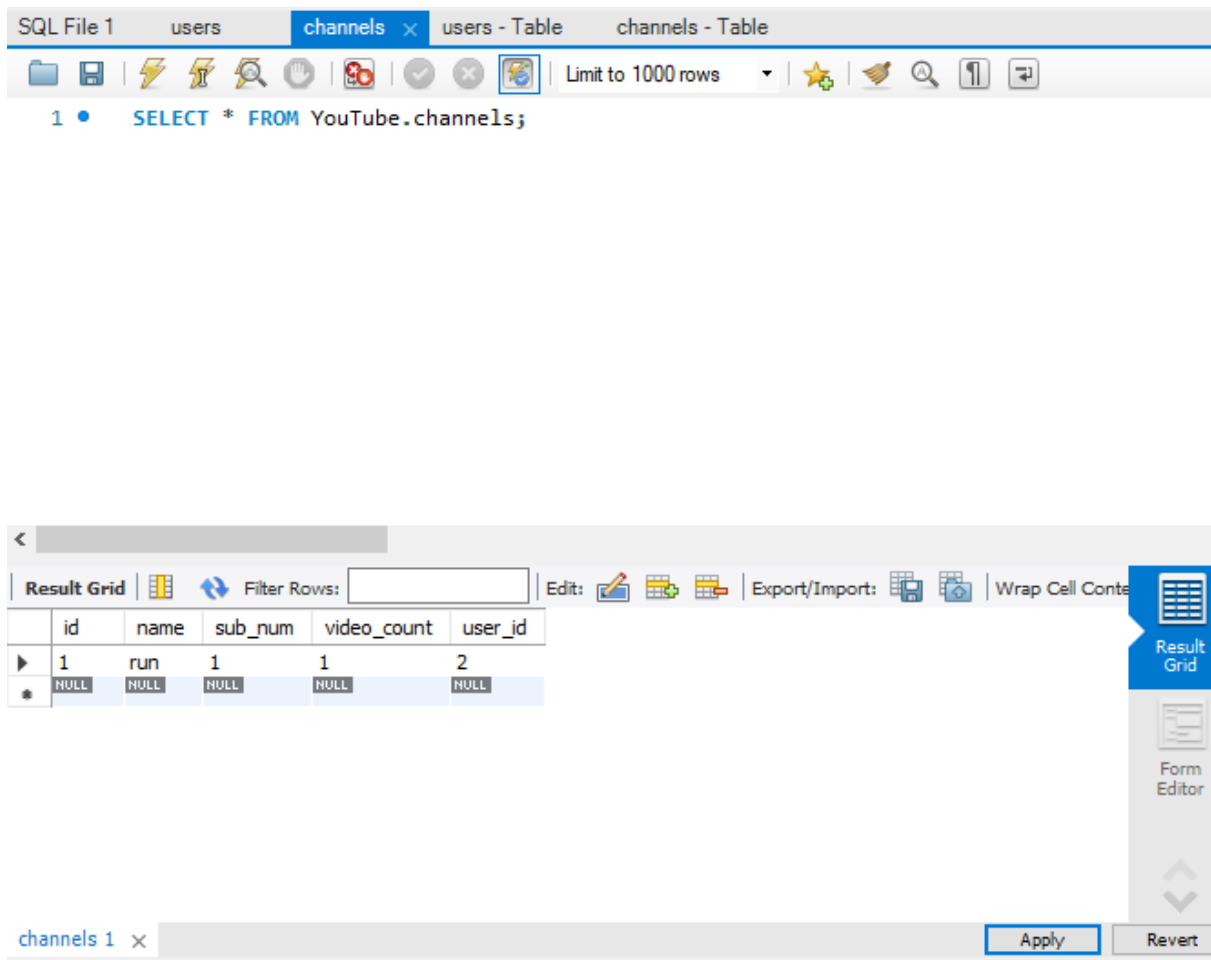 SQL File 1 users channels × users - Table channels - Table
Limit to 1000 rows
1 SELECT * FROM YouTube.channels;
Result Grid Filter Rows: Edit: Export/Import: Wrap Cell Conte
id name sub_num video_count user_id
1 run 1 1 2
NULL NULL NULL NULL NULL
Result
Grid
Form
Editor
channels 1 × Apply Revert